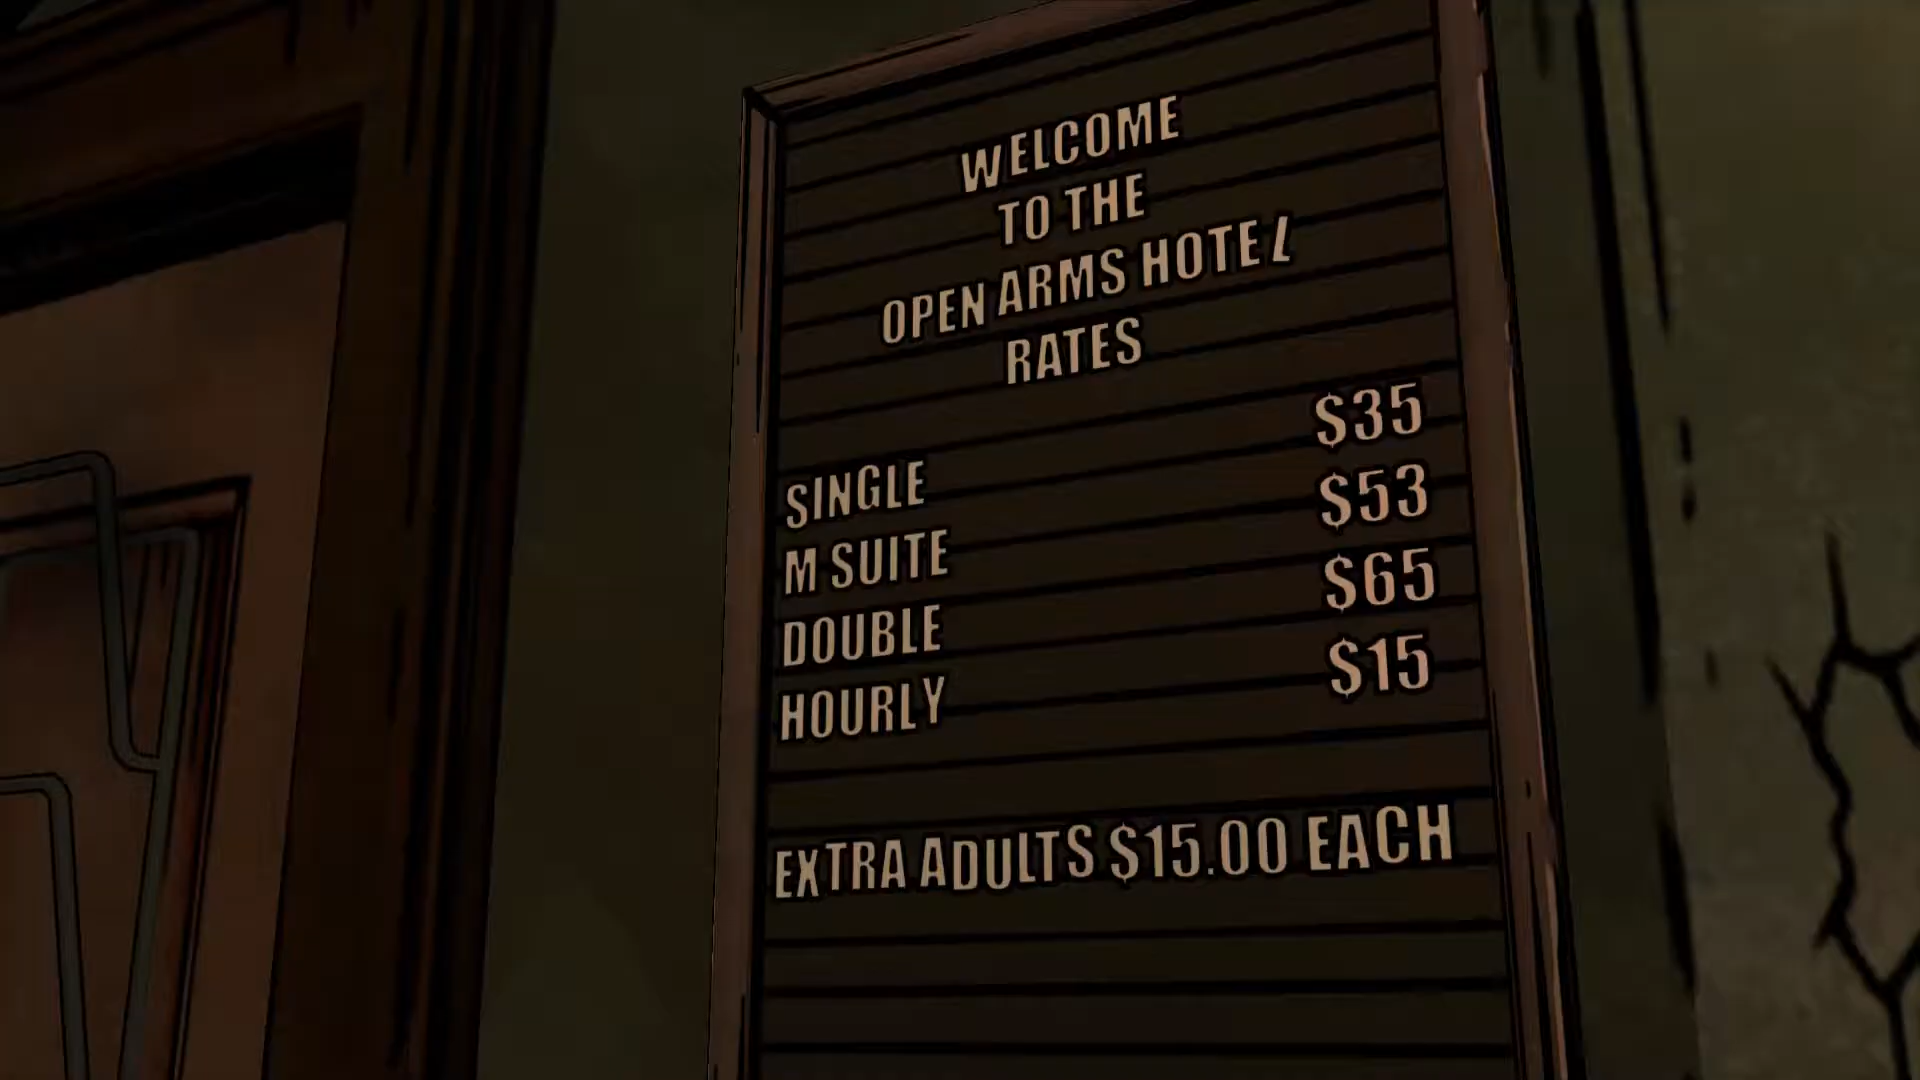 WELCOME
TO THE
OPEN ARMS HOTEL
RATES
SINGLE $35
M SUITE $53
DOUBLE $65
HOURLY $15
EXTRA ADULTS $15.00 EACH